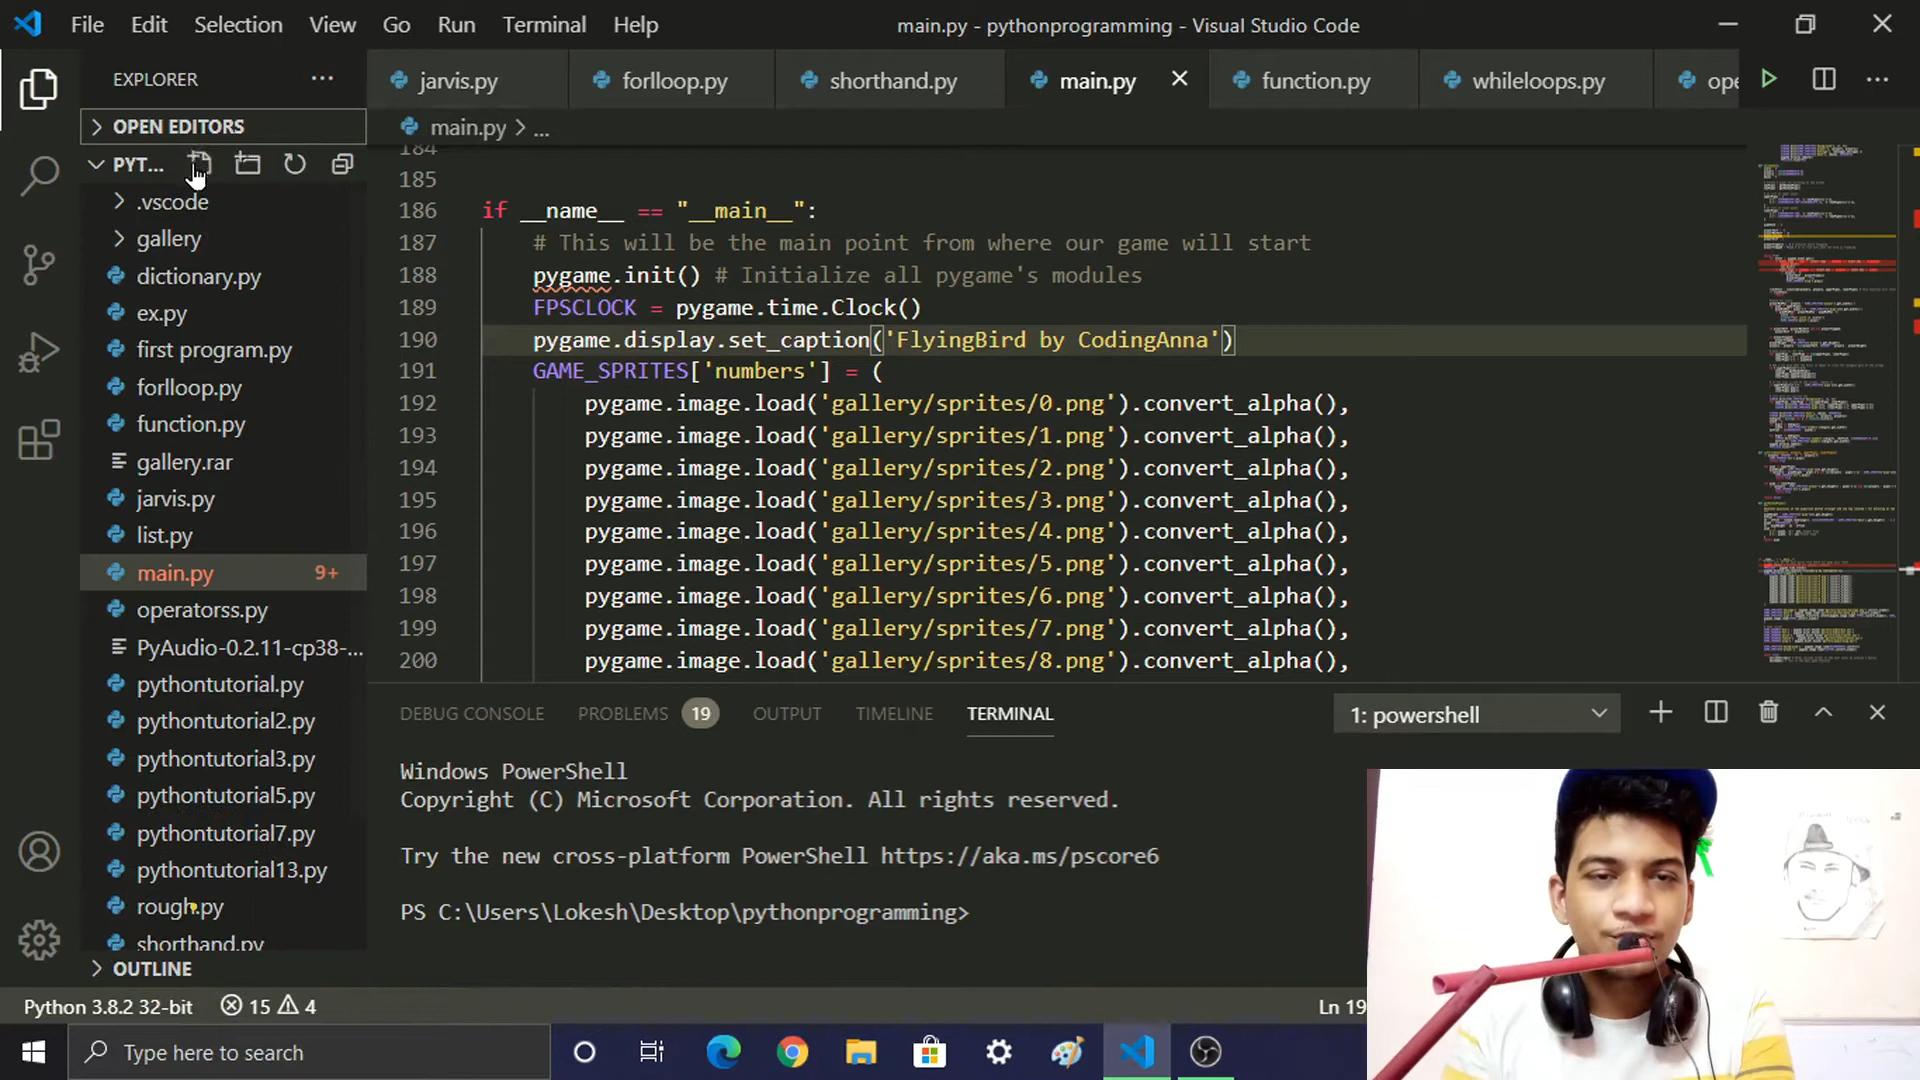 File Edit Selection View Go Run Terminal Help
main.py - pythonprogramming - Visual Studio Code
EXPLORER
jarvis.py forlloop.py shorthand.py main.py function.py whileloops.py
OPEN EDITORS
main.py > ...
PYT...
.vscode
gallery
dictionary.py
ex.py
first program.py
forlloop.py
function.py
gallery.rar
jarvis.py
list.py
main.py 9+
operatorss.py
PyAudio-0.2.11-cp38-...
pythontutorial.py
pythontutorial2.py
pythontutorial3.py
pythontutorial5.py
pythontutorial7.py
pythontutorial13.py
rough.py
shorthand.py
OUTLINE
184
185
186 if __name__ == "__main__":
187 # This will be the main point from where our game will start
188 pygame.init() # Initialize all pygame's modules
189 FPSCLOCK = pygame.time.Clock()
190 pygame.display.set_caption('FlyingBird by CodingAnna')
191 GAME_SPRITES['numbers'] = (
192 pygame.image.load('gallery/sprites/0.png').convert_alpha(),
193 pygame.image.load('gallery/sprites/1.png').convert_alpha(),
194 pygame.image.load('gallery/sprites/2.png').convert_alpha(),
195 pygame.image.load('gallery/sprites/3.png').convert_alpha(),
196 pygame.image.load('gallery/sprites/4.png').convert_alpha(),
197 pygame.image.load('gallery/sprites/5.png').convert_alpha(),
198 pygame.image.load('gallery/sprites/6.png').convert_alpha(),
199 pygame.image.load('gallery/sprites/7.png').convert_alpha(),
200 pygame.image.load('gallery/sprites/8.png').convert_alpha(),
DEBUG CONSOLE PROBLEMS 19 OUTPUT TIMELINE TERMINAL 1: powershell
Windows PowerShell
Copyright (C) Microsoft Corporation. All rights reserved.
Try the new cross-platform PowerShell https://aka.ms/pscore6
PS C:\Users\Lokesh\Desktop\pythonprogramming>
Python 3.8.2 32-bit 15 4 Ln 19
Type here to search